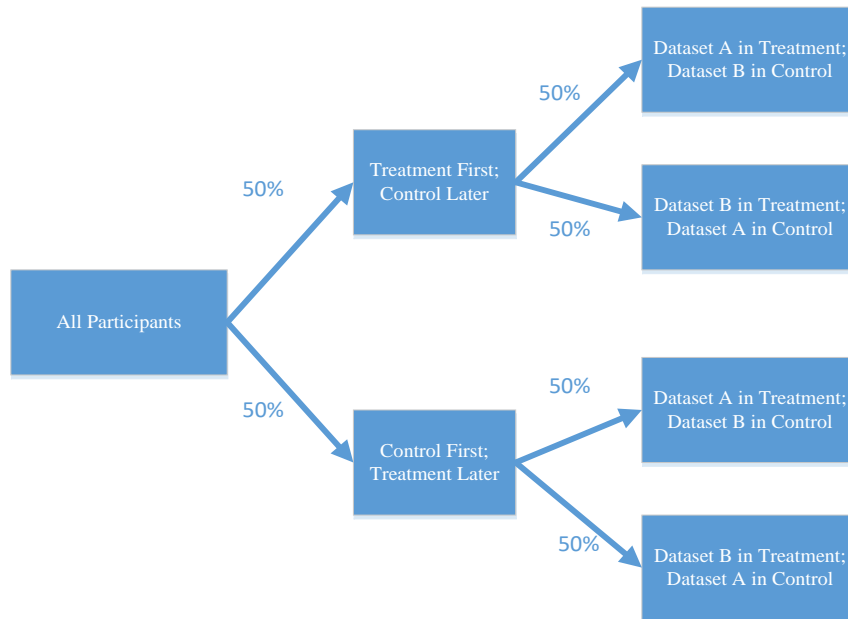 Dataset A in Treatment;
Dataset B in Control
50%
Treatment First;
Control Later
50%
Dataset B in Treatment;
Dataset A in Control
50%
All Participants
50%
Control First;
Treatment Later
50%
Dataset A in Treatment;
Dataset B in Control
50%
Dataset B in Treatment;
Dataset A in Control